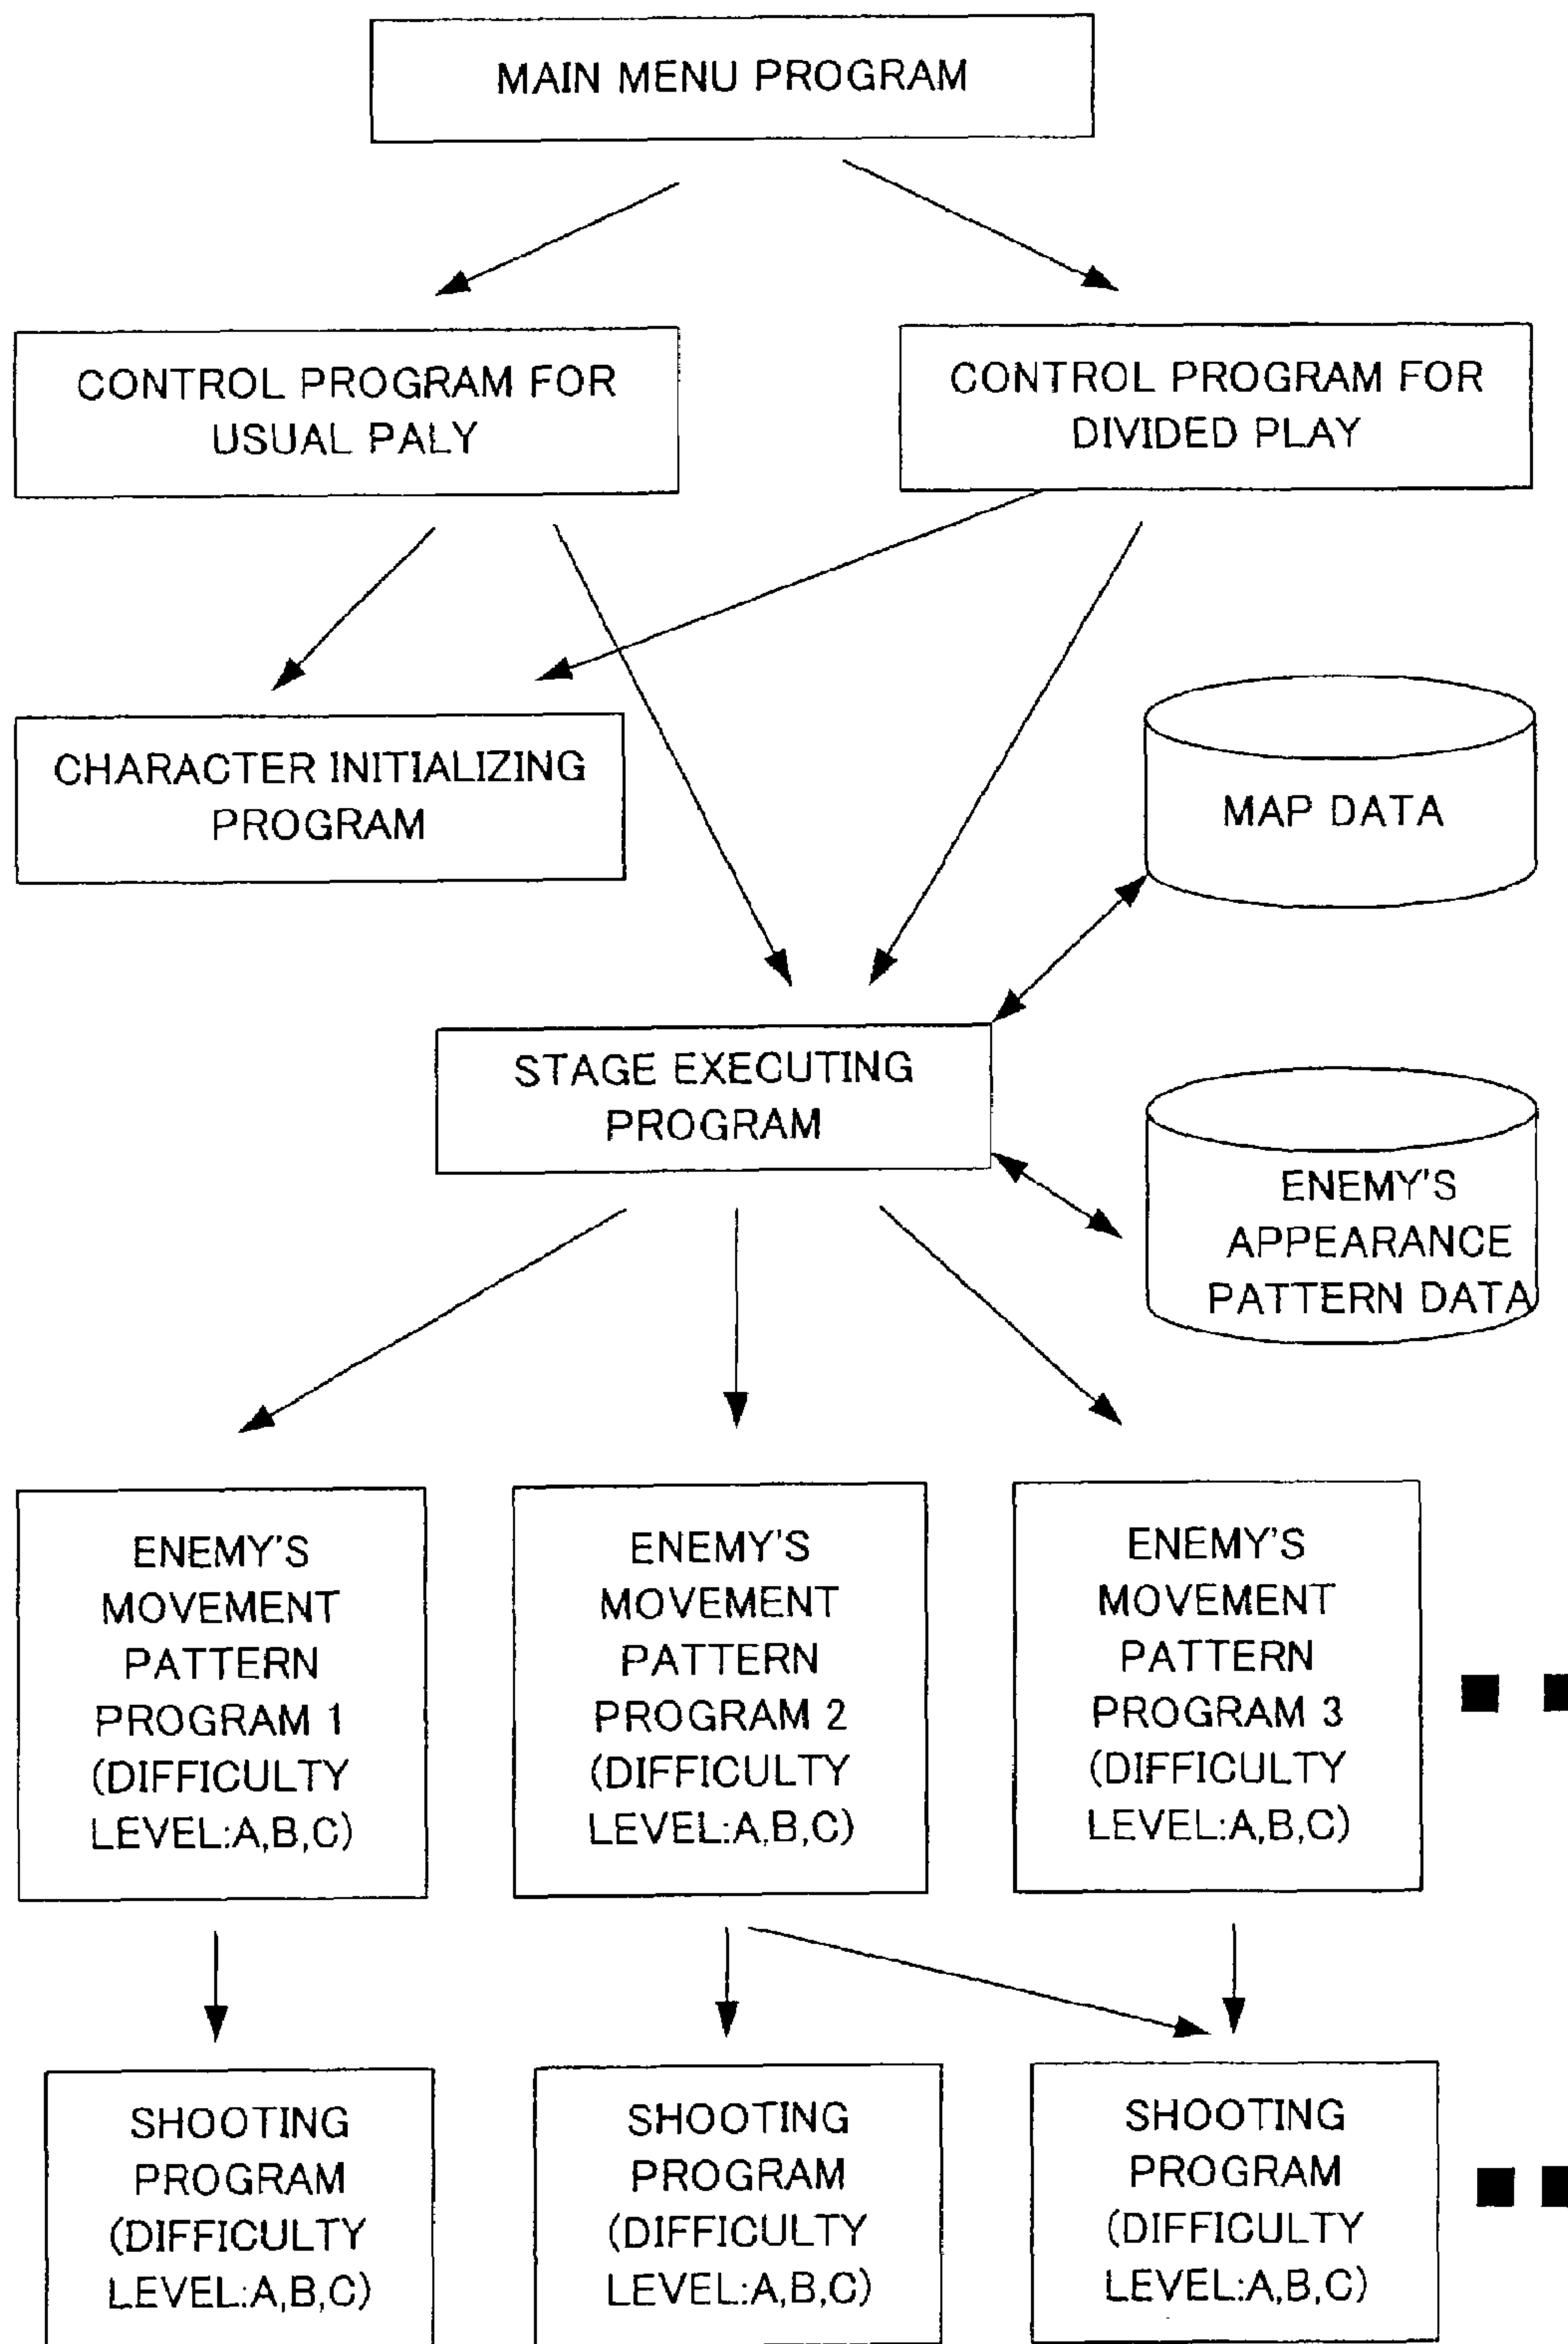 MAIN MENU PROGRAM
CONTROL PROGRAM FOR
USUAL PALY
CONTROL PROGRAM FOR
DIVIDED PLAY
CHARACTER INITIALIZING
PROGRAM
MAP DATA
STAGE EXECUTING
PROGRAM
ENEMY'S
APPEARANCE
PATTERN DATA
ENEMY'S
MOVEMENT
PATTERN
PROGRAM 1
(DIFFICULTY
LEVEL:A,B,C)
ENEMY'S
MOVEMENT
PATTERN
PROGRAM 2
(DIFFICULTY
LEVEL:A,B,C)
ENEMY'S
MOVEMENT
PATTERN
PROGRAM 3
(DIFFICULTY
LEVEL:A,B,C)
SHOOTING
PROGRAM
(DIFFICULTY
LEVEL:A,B,C)
SHOOTING
PROGRAM
(DIFFICULTY
LEVEL:A,B,C)
SHOOTING
PROGRAM
(DIFFICULTY
LEVEL:A,B,C)